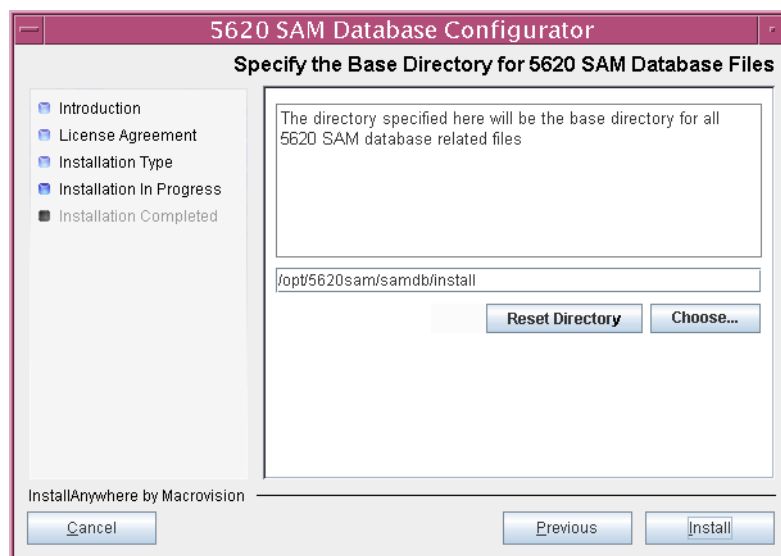 5620 SAM Database Configurator
Specify the Base Directory for 5620 SAM Database Files
Introduction
License Agreement
Installation Type
Installation In Progress
Installation Completed
The directory specified here will be the base directory for all
5620 SAM database related files
/opt/5620sam/samdb/install
Reset Directory
Choose...
InstallAnywhere by Macrovision
Cancel
Previous
Install